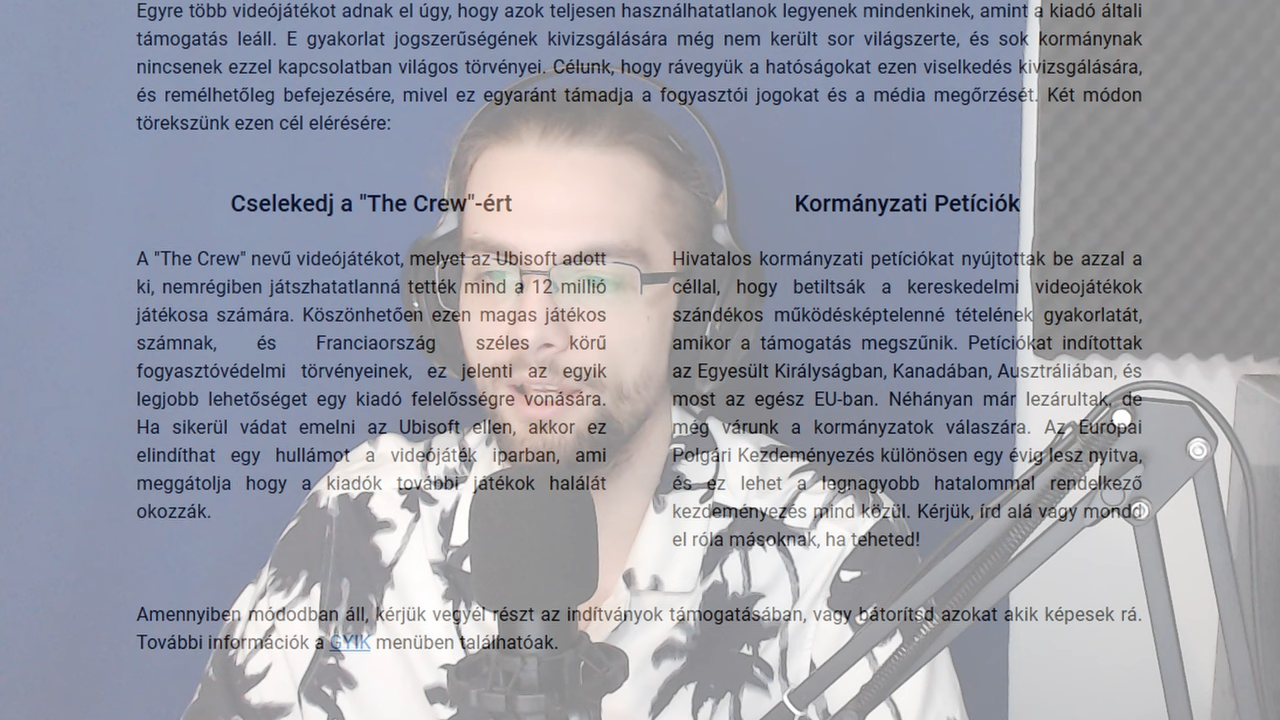 Egyre több videójátékot adnak el úgy, hogy azok teljesen használhatatlanok legyenek mindenkinek, amint a kiadó általi
támogatás leáll. E gyakorlat jogszerűségének kivizsgálására még nem került sor világszerte, és sok kormánynak
nincsenek ezzel kapcsolatban világos törvényei. Célunk, hogy rávegyük a hatóságokat ezen viselkedés kivizsgálására,
és remélhetőleg befejezésére, mivel ez egyaránt támadja a fogyasztói jogokat és a média megőrzését. Két módon
törekszünk ezen cél elérésére:
Cselekedj a "The Crew"-ért
A "The Crew" nevű videójátékot, melyet az Ubisoft adott
ki, nemrégiben játszhatatlanná tették mind a 12 millió
játékosa számára. Köszönhetően ezen magas játékos
számnak, és Franciaország széles körű
fogyasztóvédelmi törvényeinek, ez jelenti az egyik
legjobb lehetőséget egy kiadó felelősségre vonására.
Ha sikerül vádat emelni az Ubisoft ellen, akkor ez
elindíthat egy hullámot a videójáték iparban, ami
meggátolja hogy a kiadók további játékok halálát
okozzák.
Kormányzati Petíciók
Hivatalos kormányzati petíciókat nyújtottak be azzal a
céllal, hogy betiltsák a kereskedelmi videojátékok
szándékos működésképtelenné tételének gyakorlatát,
amikor a támogatás megszűnik. Petíciókat indítottak
az Egyesült Királyságban, Kanadában, Ausztráliában, és
most az egész EU-ban. Néhányan már lezárultak, de
még várunk a kormányzatok válaszára. Az Európai
Polgári Kezdeményezés különösen egy évig lesz nyitva,
és ez lehet a legnagyobb hatalommal rendelkező
kezdeményezés mind közül. Kérjük, írd alá vagy mondd
el róla másoknak, ha teheted!
Amennyiben módodban áll, kérjük vegyél részt az indítványok támogatásában, vagy bátorítsd azokat akik képesek rá.
További információk a GYIK menüben találhatóak.